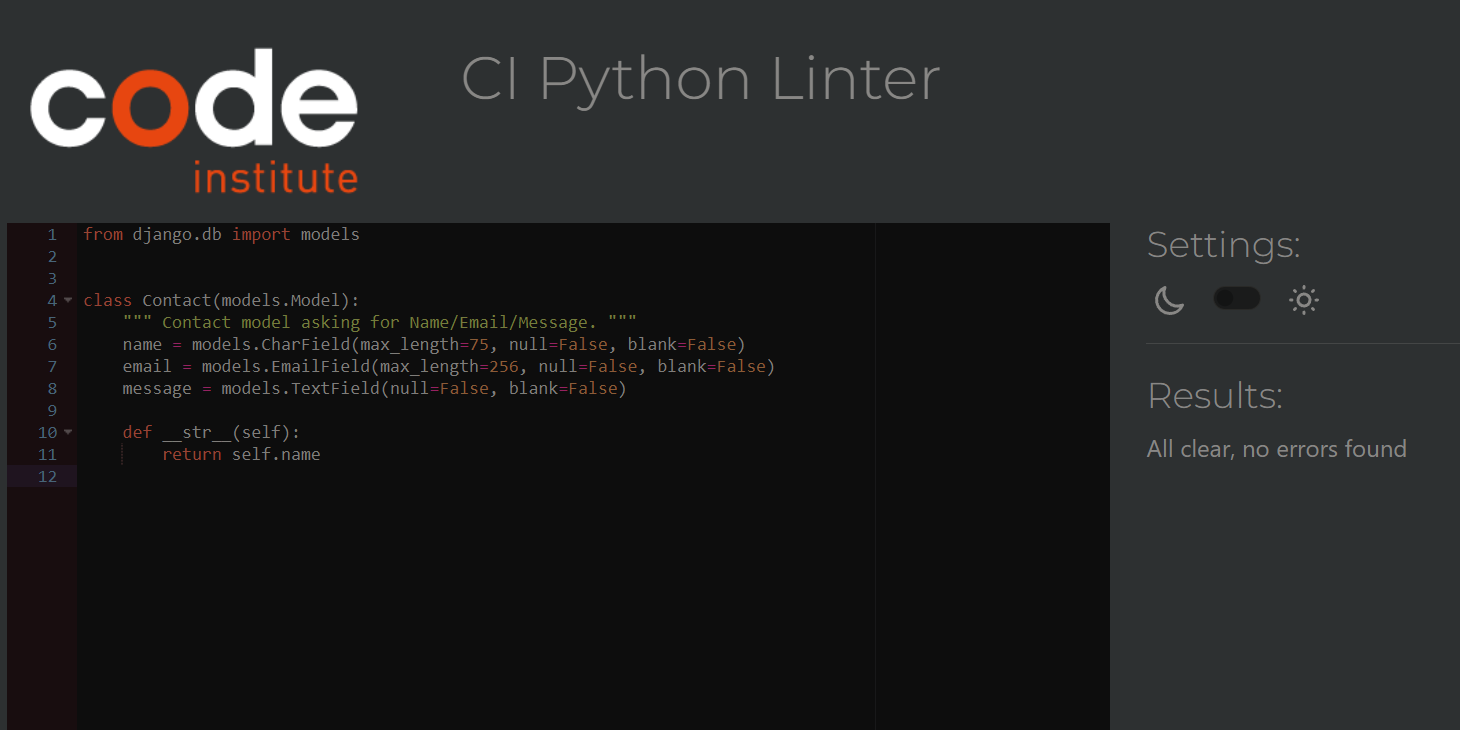 code
institute
CI Python Linter
1 from django.db import models
2
3
4 class Contact(models.Model):
5     """ Contact model asking for Name/Email/Message. """
6     name = models.CharField(max_length=75, null=False, blank=False)
7     email = models.EmailField(max_length=256, null=False, blank=False)
8     message = models.TextField(null=False, blank=False)
9
10     def __str__(self):
11         return self.name
12
Settings:
Results:
All clear, no errors found